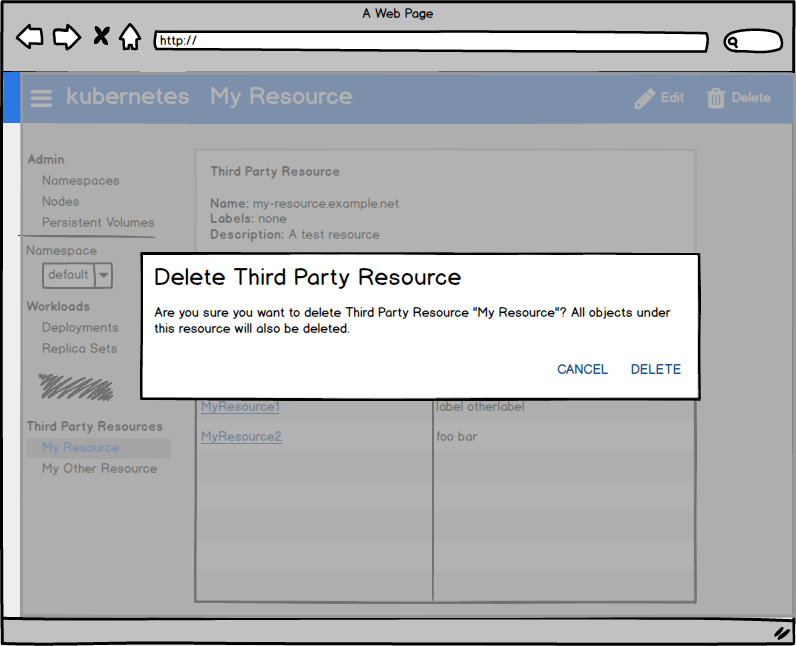 A Web Page
http://
kubernetes My Resource Edit Delete
Admin
Namespaces
Nodes
Persistent Volumes
Namespace
default
Workloads
Deployments
Replica Sets
Third Party Resources
My Resource
My Other Resource
Third Party Resource
Name: my-resource.example.net
Labels: none
Description: A test resource
Delete Third Party Resource
Are you sure you want to delete Third Party Resource "My Resource"? All objects under
this resource will also be deleted.
CANCEL DELETE
MyResource1 label otherlabel
MyResource2 foo bar